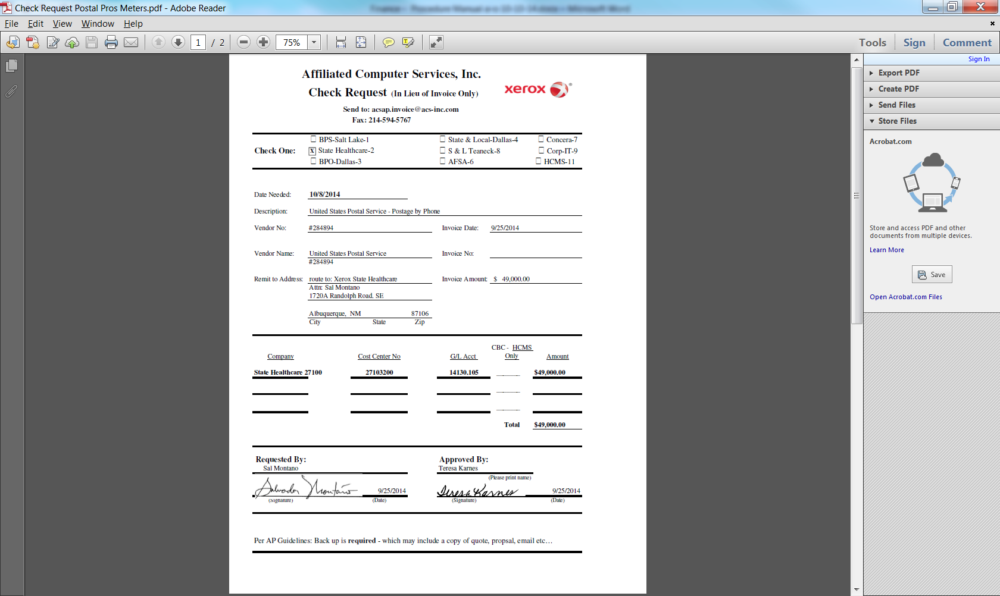 Check Request Postal Pros Meters.pdf - Adobe Reader
Finance - Procedure Manual
Microsoft Word
File Edit View Window Help
1 / 2 75% Tools Sign Comment
Sign In
Export PDF
Create PDF
Send Files
Store Files
Acrobat.com
Store and access PDF and other
documents from multiple devices.
Learn More
Save
Open Acrobat.com Files
Affiliated Computer Services, Inc.
Check Request (In Lieu of Invoice Only)
xerox ®
Send to: acsap.invoice@acs-inc.com
Fax: 214-594-5767
BPS-Salt Lake-1 State & Local-Dallas-4 Concera-7
Check One: X State Healthcare-2 S & L Teaneck-8 Corp-IT-9
BPO-Dallas-3 AFSA-6 HCMS-11
Date Needed: 10/8/2014
Description: United States Postal Service - Postage by Phone
Vendor No: #284894 Invoice Date: 9/25/2014
Vendor Name: United States Postal Service Invoice No:
#284894
Remit to Address: route to: Xerox State Healthcare Invoice Amount: $ 49,000.00
Attn: Sal Montano
1720A Randolph Road. SE
Albuquerque, NM 87106
City State Zip
CBC - HCMS
Company Cost Center No G/L Acct Only Amount
State Healthcare 27100 27103200 14130.105 $49,000.00
Total $49,000.00
Requested By: Approved By:
Sal Montano Teresa Karnes
(Please print name)
Salvador Montaño 9/25/2014 Teresa Karnes 9/25/2014
(Signature) (Date) (Signature) (Date)
Per AP Guidelines: Back up is required - which may include a copy of quote, propsal, email etc…